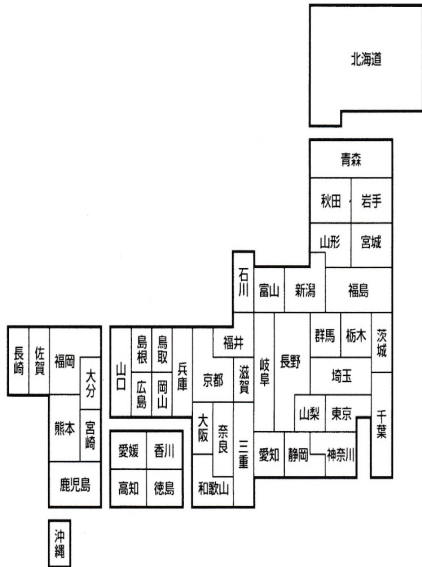 北海道
青森
秋田
岩手
山形
宮城
石川
富山
新潟
福島
長崎
佐賀
福岡
大分
熊本
宮崎
鹿児島
沖縄
山口
島根
鳥取
広島
岡山
兵庫
京都
福井
滋賀
岐阜
長野
群馬
栃木
茨城
埼玉
山梨
東京
千葉
大阪
奈良
三重
愛知
静岡
神奈川
和歌山
愛媛
香川
高知
徳島